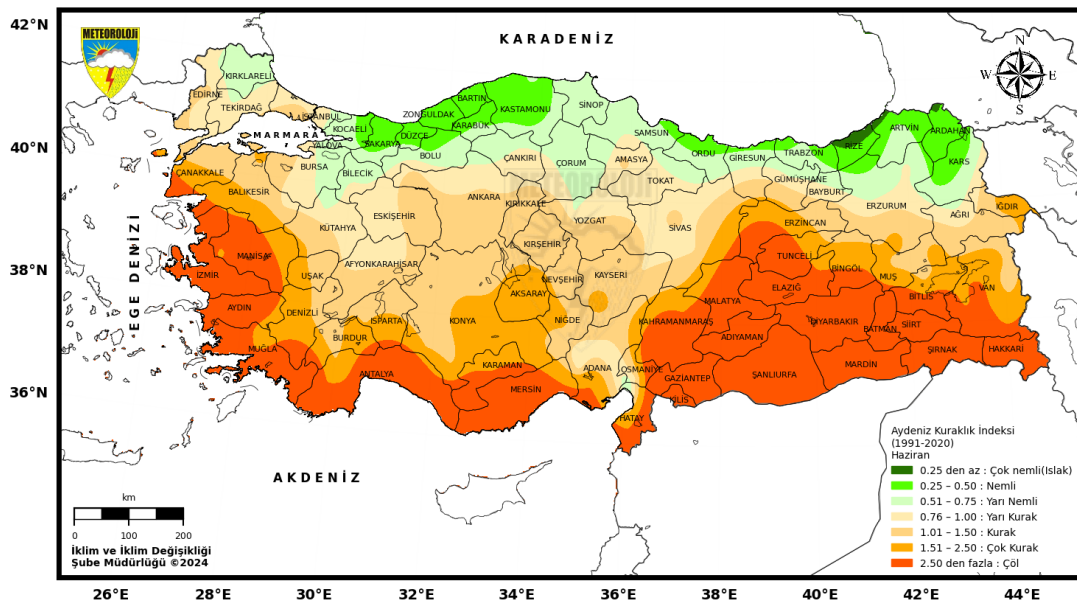 42°N
40°N
38°N
36°N
METEOROLOJİ
KARADENİZ
N
W
E
S
KIRKLARELİ
EDİRNE
TEKİRDAĞ
İSTANBUL
MARMARA
KOCAELİ
YALOVA
SAKARYA
DÜZCE
ZONGULDAK
BARTIN
KARABÜK
KASTAMONU
SİNOP
SAMSUN
ORDU
GİRESUN
TRABZON
RİZE
ARTVİN
ARDAHAN
KARS
ÇANAKKALE
BALIKESİR
BURSA
BİLECİK
BOLU
ÇANKIRI
ÇORUM
AMASYA
TOKAT
GÜMÜŞHANE
BAYBURT
ERZURUM
AĞRI
IĞDIR
METEOROLOJİ
EGE DENİZİ
KÜTAHYA
ESKİŞEHİR
ANKARA
KIRIKKALE
YOZGAT
SİVAS
ERZİNCAN
MANİSA
İZMİR
UŞAK
AFYONKARAHİSAR
KIRŞEHİR
NEVŞEHİR
KAYSERİ
TUNCELİ
BİNGÖL
MUŞ
BİTLİS
VAN
AYDIN
DENİZLİ
ISPARTA
BURDUR
KONYA
AKSARAY
NİĞDE
KAHRAMANMARAŞ
MALATYA
ELAZIĞ
ADIYAMAN
DİYARBAKIR
BATMAN
SİİRT
MUĞLA
ANTALYA
KARAMAN
MERSİN
ADANA
OSMANİYE
GAZİANTEP
KİLİS
HATAY
ŞANLIURFA
MARDİN
ŞIRNAK
HAKKARİ
AKDENİZ
Aydeniz Kuraklık İndeksi
(1991-2020)
Haziran
0.25 den az : Çok nemli(Islak)
0.25 – 0.50 : Nemli
0.51 – 0.75 : Yarı Nemli
0.76 – 1.00 : Yarı Kurak
1.01 – 1.50 : Kurak
1.51 – 2.50 : Çok Kurak
2.50 den fazla : Çöl
km
0 100 200
İklim ve İklim Değişikliği
Şube Müdürlüğü ©2024
26°E 28°E 30°E 32°E 34°E 36°E 38°E 40°E 42°E 44°E